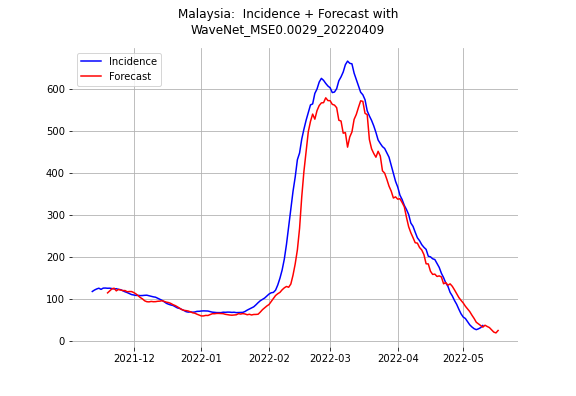 Malaysia:  Incidence + Forecast with
WaveNet_MSE0.0029_20220409
Incidence
Forecast
600
500
400
300
200
100
0
2021-12 2022-01 2022-02 2022-03 2022-04 2022-05